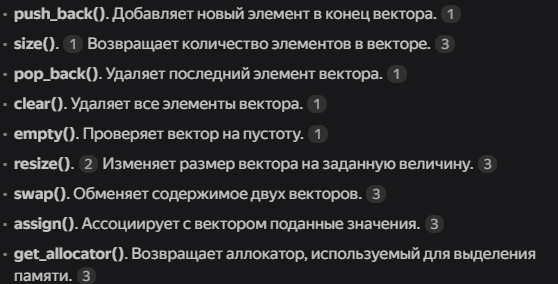 · push_back(). Добавляет новый элемент в конец вектора. 1
· size(). 1 Возвращает количество элементов в векторе. 3
· pop_back(). Удаляет последний элемент вектора. 1
· clear(). Удаляет все элементы вектора. 1
· empty(). Проверяет вектор на пустоту. 1
· resize(). 2 Изменяет размер вектора на заданную величину. 3
· swap(). Обменяет содержимое двух векторов. 3
· assign(). Ассоциирует с вектором поданные значения. 3
· get_allocator(). Возвращает аллокатор, используемый для выделения
памяти. 3